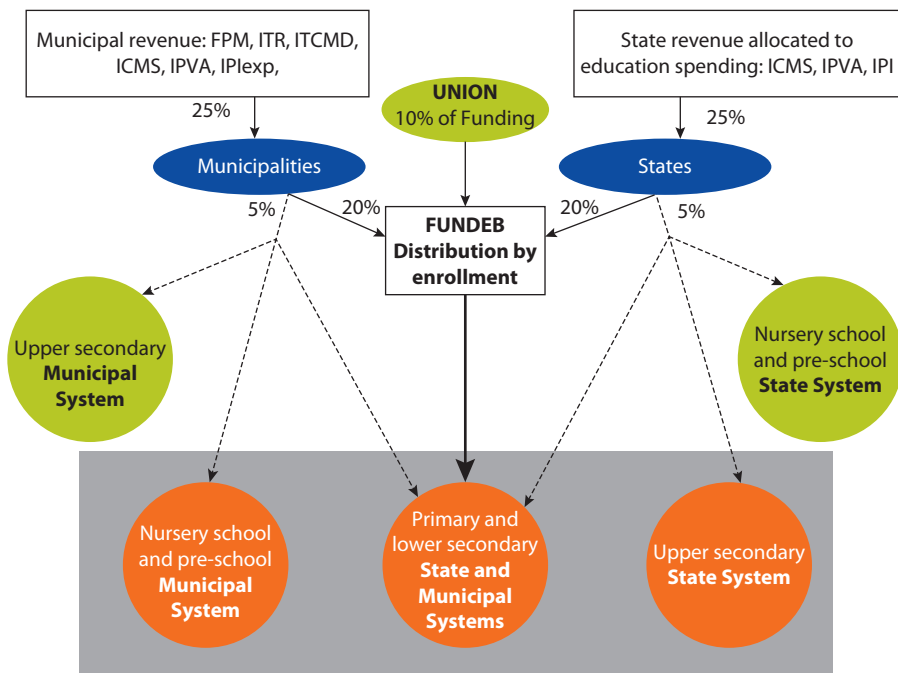 Municipal revenue: FPM, ITR, ITCMD,
ICMS, IPVA, IPIexp,
State revenue allocated to
education spending: ICMS, IPVA, IPI
UNION
10% of Funding
25%
25%
Municipalities
States
5%
20%
20%
5%
FUNDEB
Distribution by
enrollment
Upper secondary
Municipal
System
Nursery school
and pre-school
State System
Nursery school
and pre-school
Municipal
System
Primary and
lower secondary
State and
Municipal
Systems
Upper secondary
State System